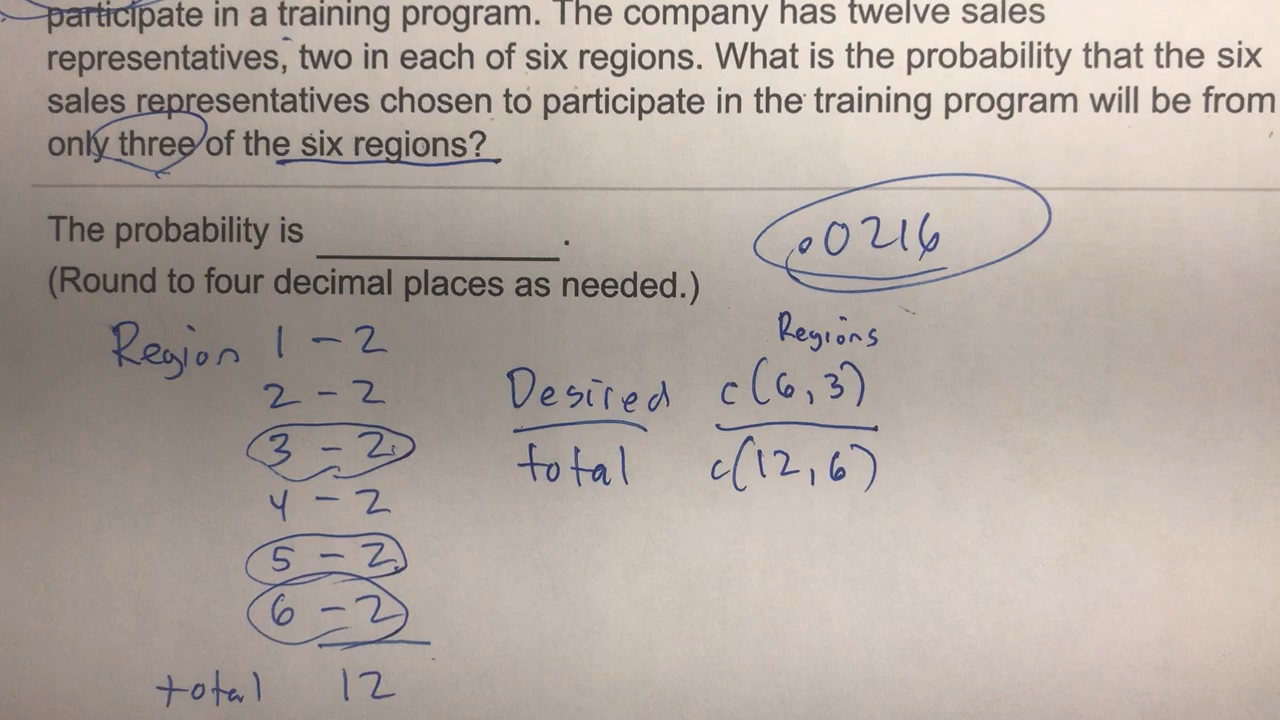 participate in a training program. The company has twelve sales
representatives, two in each of six regions. What is the probability that the six
sales representatives chosen to participate in the training program will be from
only three of the six regions?
The probability is ____________.
.0216
(Round to four decimal places as needed.)
Region 1 - 2
2 - 2
3 - 2
4 - 2
5 - 2
6 - 2
total 12
Desired
total
Regions
c(6,3)
c(12,6)